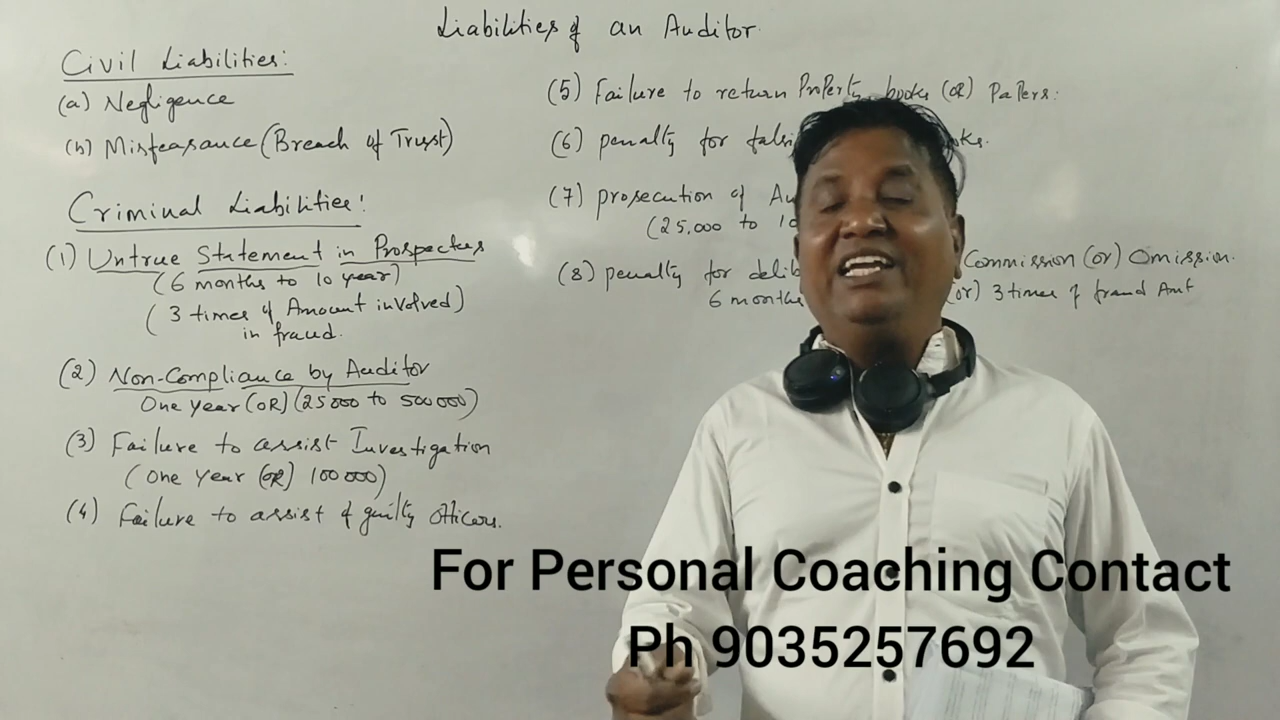 Liabilities of an Auditor.
Civil Liabilities:
(a) Negligence
(b) Misfeasance (Breach of Trust)
Criminal Liabilities:
(1) Untrue Statement in Prospectus
(6 months to 10 year)
(3 times of Amount involved)
in fraud.
(2) Non-Compliance by Auditor
One year (OR) (25000 to 500000)
(3) Failure to assist Investigation
(One Year (OR) 100000)
(4) Failure to assist of guilty officers.
(5) Failure to return Property, books (OR) Papers:
(6) penalty for
(7) prosecution of
(25,000 to
(8) penalty for Commission (or) Omission.
6 months (or) 3 times of fraud Amt
For Personal Coaching Contact
Ph 9035257692